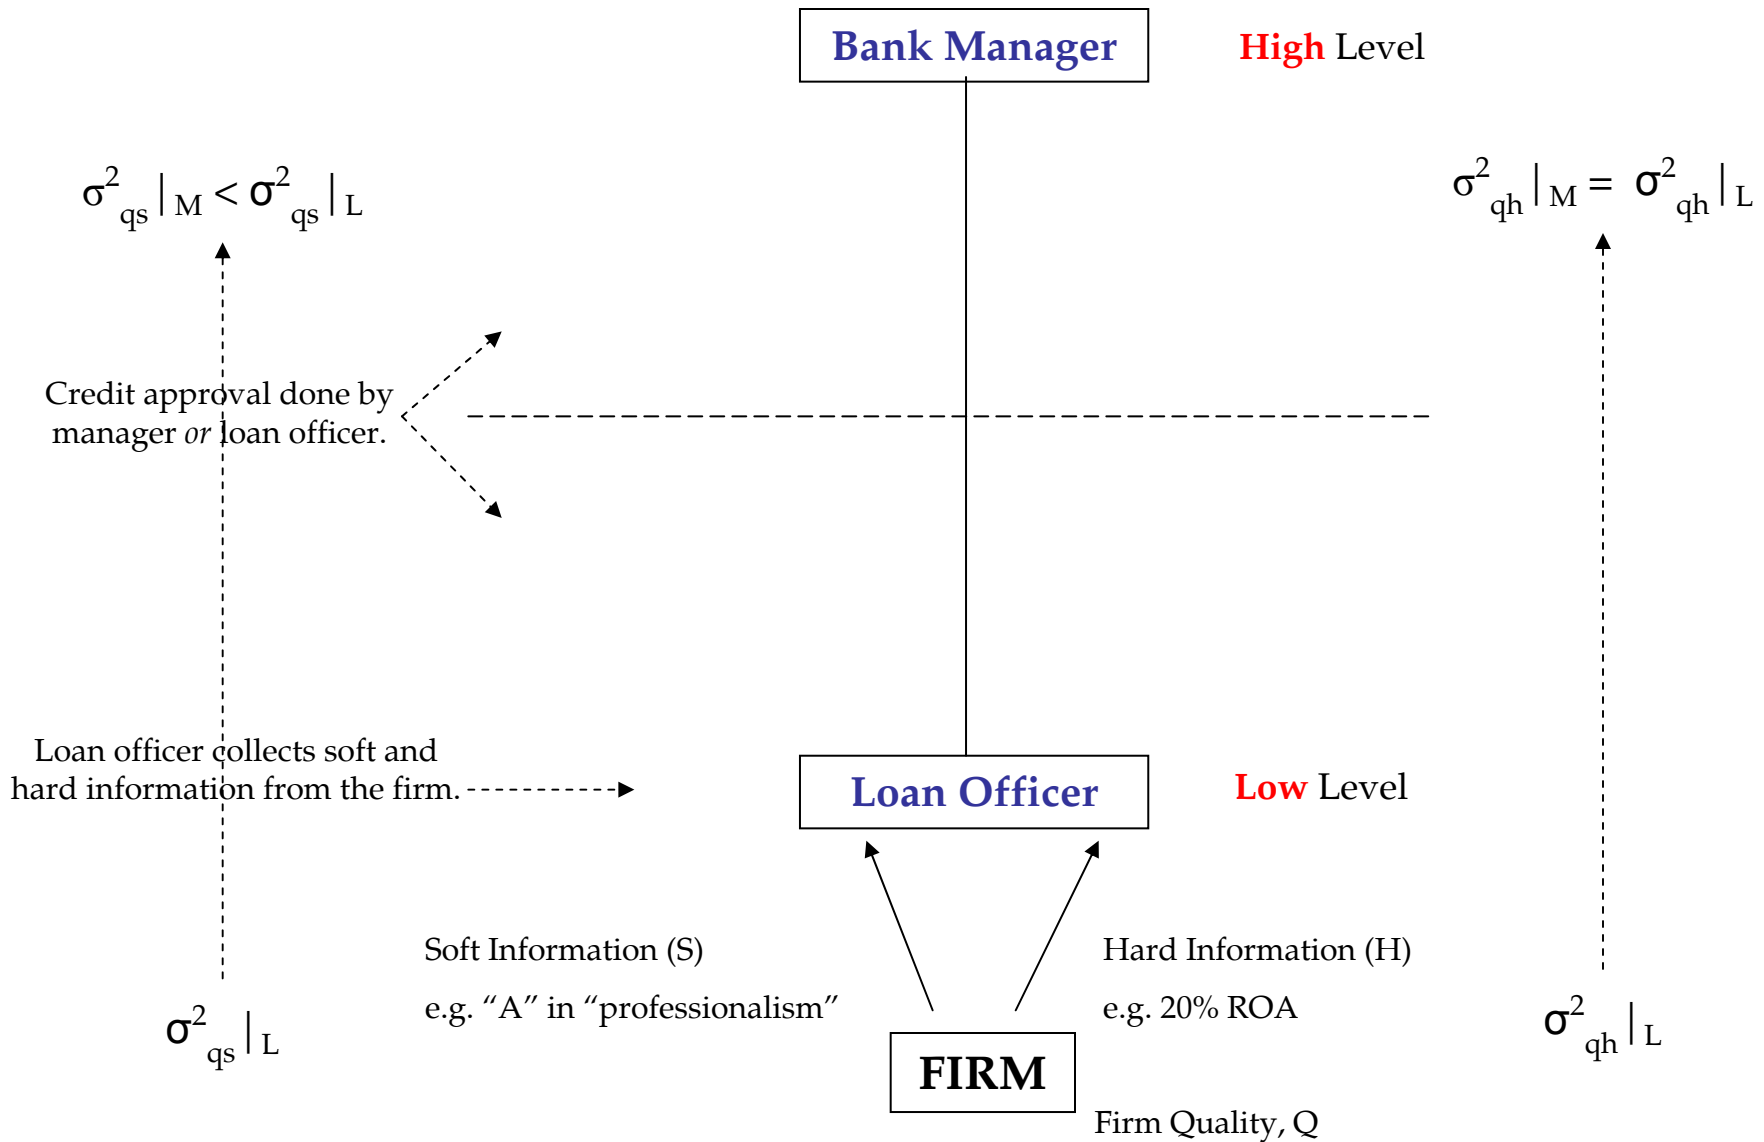 Bank Manager
High Level
σ²qs|M < σ²qs|L
σ²qh|M = σ²qh|L
Credit approval done by
manager or loan officer.
Loan officer collects soft and
hard information from the firm.
Loan Officer
Low Level
Soft Information (S)
e.g. “A” in “professionalism”
Hard Information (H)
e.g. 20% ROA
σ²qs|L
σ²qh|L
FIRM
Firm Quality, Q